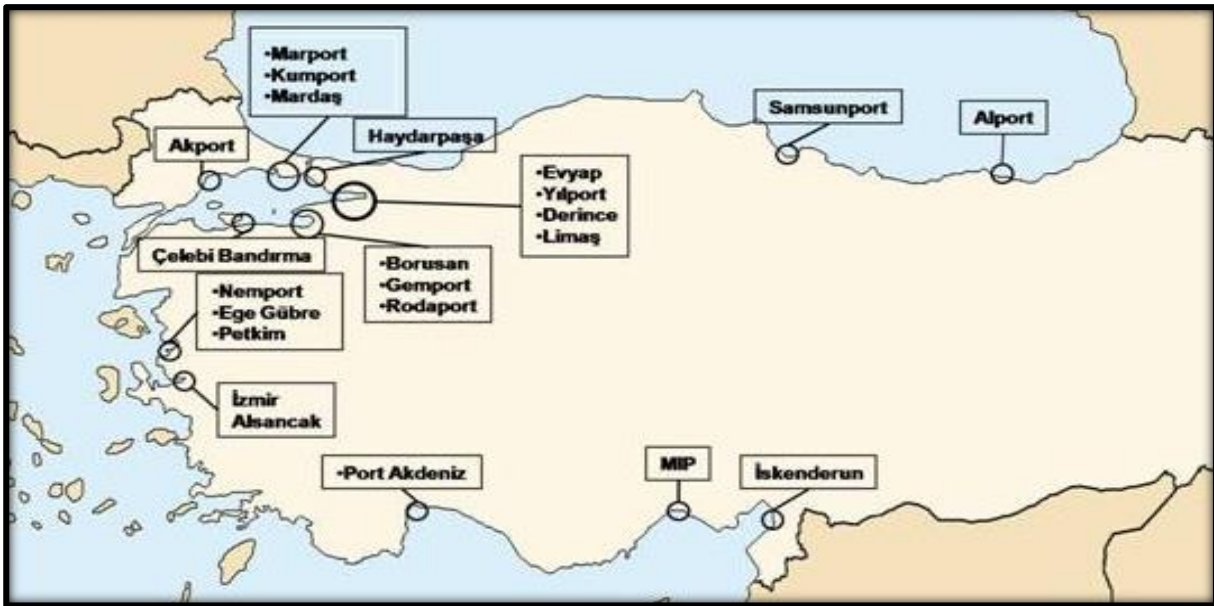 •Marport
•Kumport
•Mardaş
Samsunport
Alport
Haydarpaşa
Akport
•Evyap
•Yılport
•Derince
•Limaş
Çelebi Bandırma
•Borusan
•Gemport
•Rodaport
•Nemport
•Ege Gübre
•Petkim
İzmir
Alsancak
•Port Akdeniz
MIP
İskenderun